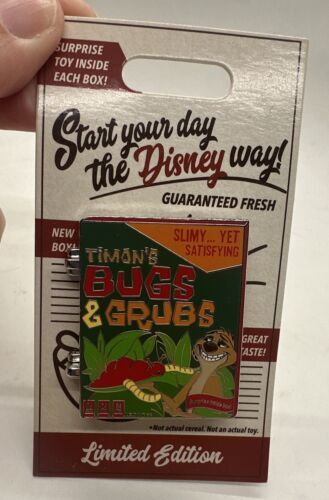 SURPRISE
TOY INSIDE
EACH BOX!
Start your day
the Disney way!
GUARANTEED FRESH
NEW
BOX!
SLIMY... YET
SATISFYING
TIMON'S
BUGS
& GRUBS
GREAT
TASTE!
*Not actual cereal. Not an actual toy.
Limited Edition